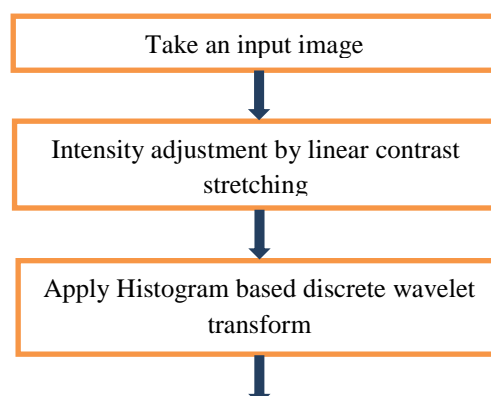 Take an input image
Intensity adjustment by linear contrast
stretching
Apply Histogram based discrete wavelet
transform